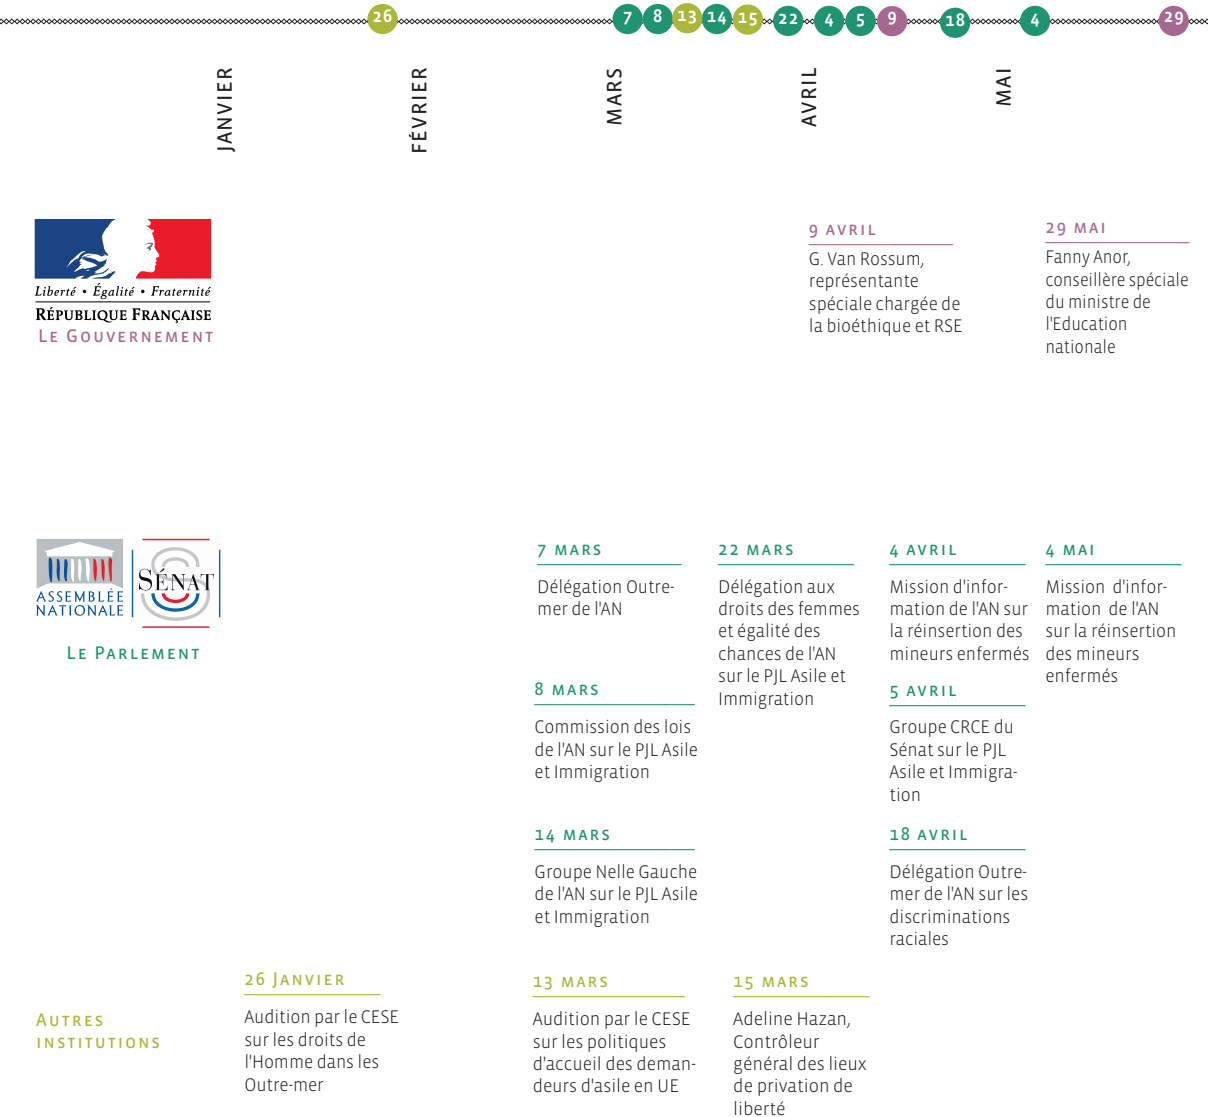 26
7
8
13
14
15
22
4
5
9
18
4
29
JANVIER
FÉVRIER
MARS
AVRIL
MAI
Liberté • Égalité • Fraternité
RÉPUBLIQUE FRANÇAISE
LE GOUVERNEMENT
9 AVRIL
G. Van Rossum,
représentante
spéciale chargée de
la bioéthique et RSE
29 MAI
Fanny Anor,
conseillère spéciale
du ministre de
l'Education
nationale
ASSEMBLÉE
NATIONALE
SÉNAT
LE PARLEMENT
7 MARS
Délégation Outre-
mer de l'AN
8 MARS
Commission des lois
de l'AN sur le PJL Asile
et Immigration
14 MARS
Groupe Nelle Gauche
de l'AN sur le PJL Asile
et Immigration
22 MARS
Délégation aux
droits des femmes
et égalité des
chances de l'AN
sur le PJL Asile et
Immigration
4 AVRIL
Mission d'infor-
mation de l'AN sur
la réinsertion des
mineurs enfermés
5 AVRIL
Groupe CRCE du
Sénat sur le PJL
Asile et Immigra-
tion
18 AVRIL
Délégation Outre-
mer de l'AN sur les
discriminations
raciales
4 MAI
Mission d'infor-
mation de l'AN
sur la réinsertion
des mineurs
enfermés
AUTRES
INSTITUTIONS
26 JANVIER
Audition par le CESE
sur les droits de
l'Homme dans les
Outre-mer
13 MARS
Audition par le CESE
sur les politiques
d'accueil des deman-
deurs d'asile en UE
15 MARS
Adeline Hazan,
Contrôleur
général des lieux
de privation de
liberté